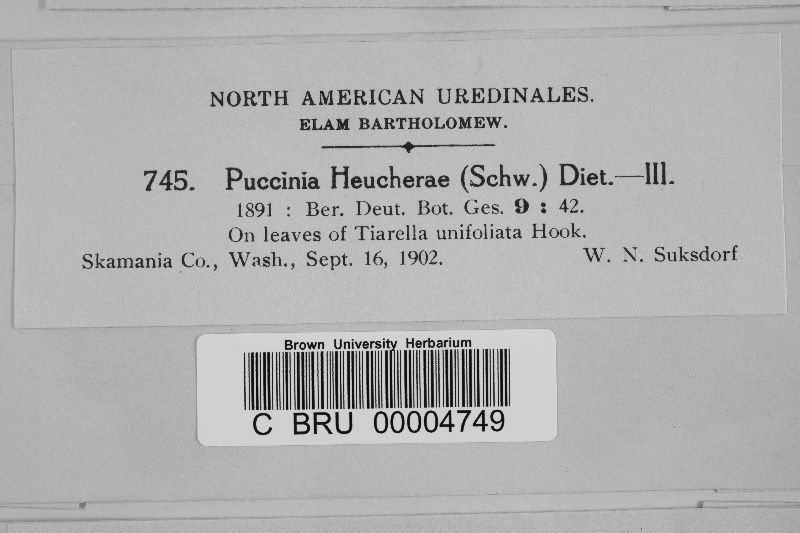 NORTH AMERICAN UREDINALES.
ELAM BARTHOLOMEW.
745. Puccinia Heucherae (Schw.) Diet.—III.
1891 : Ber. Deut. Bot. Ges. 9 : 42.
On leaves of Tiarella unifoliata Hook.
Skamania Co., Wash., Sept. 16, 1902. W. N. Suksdorf
Brown University Herbarium
C BRU 00004749